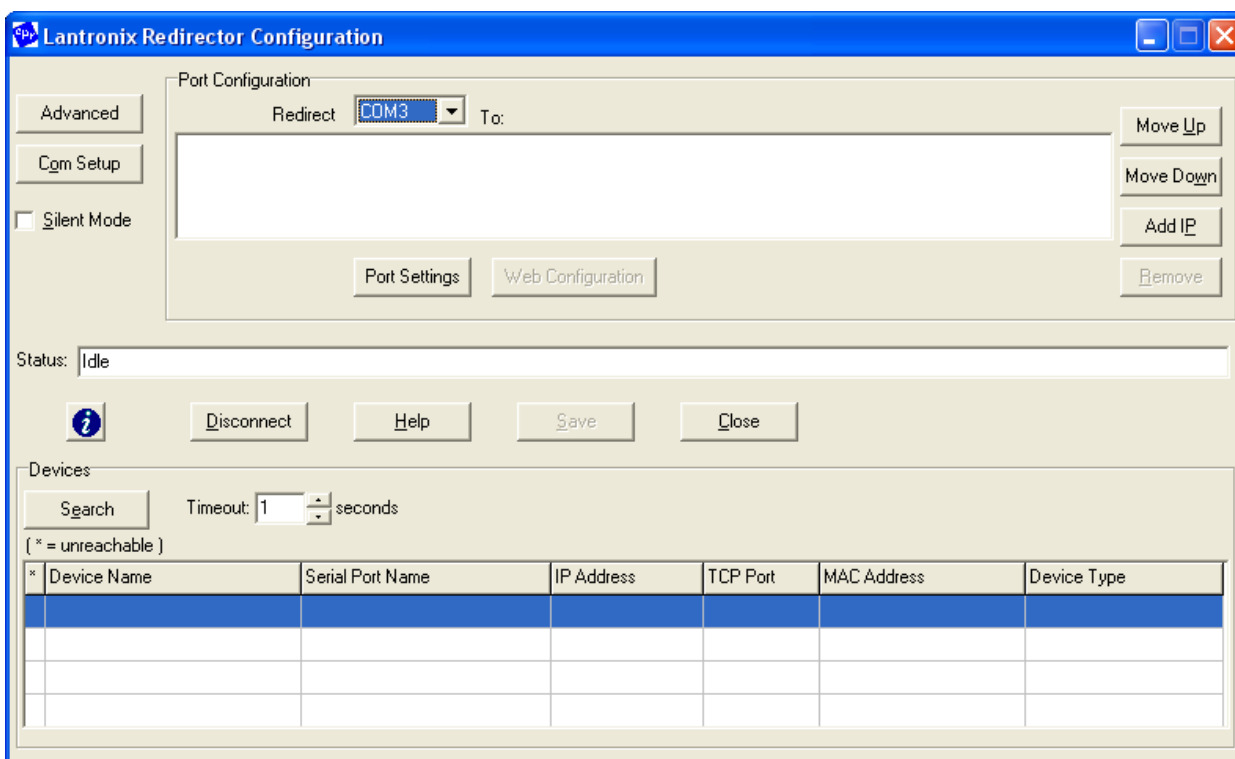 Lantronix Redirector Configuration
Port Configuration
Advanced
Redirect COM3 To:
Move Up
Com Setup
Move Down
Silent Mode
Add IP
Port Settings Web Configuration Remove
Status: Idle
Disconnect Help Save Close
Devices
Search Timeout: 1 seconds
( * = unreachable )
* Device Name Serial Port Name IP Address TCP Port MAC Address Device Type